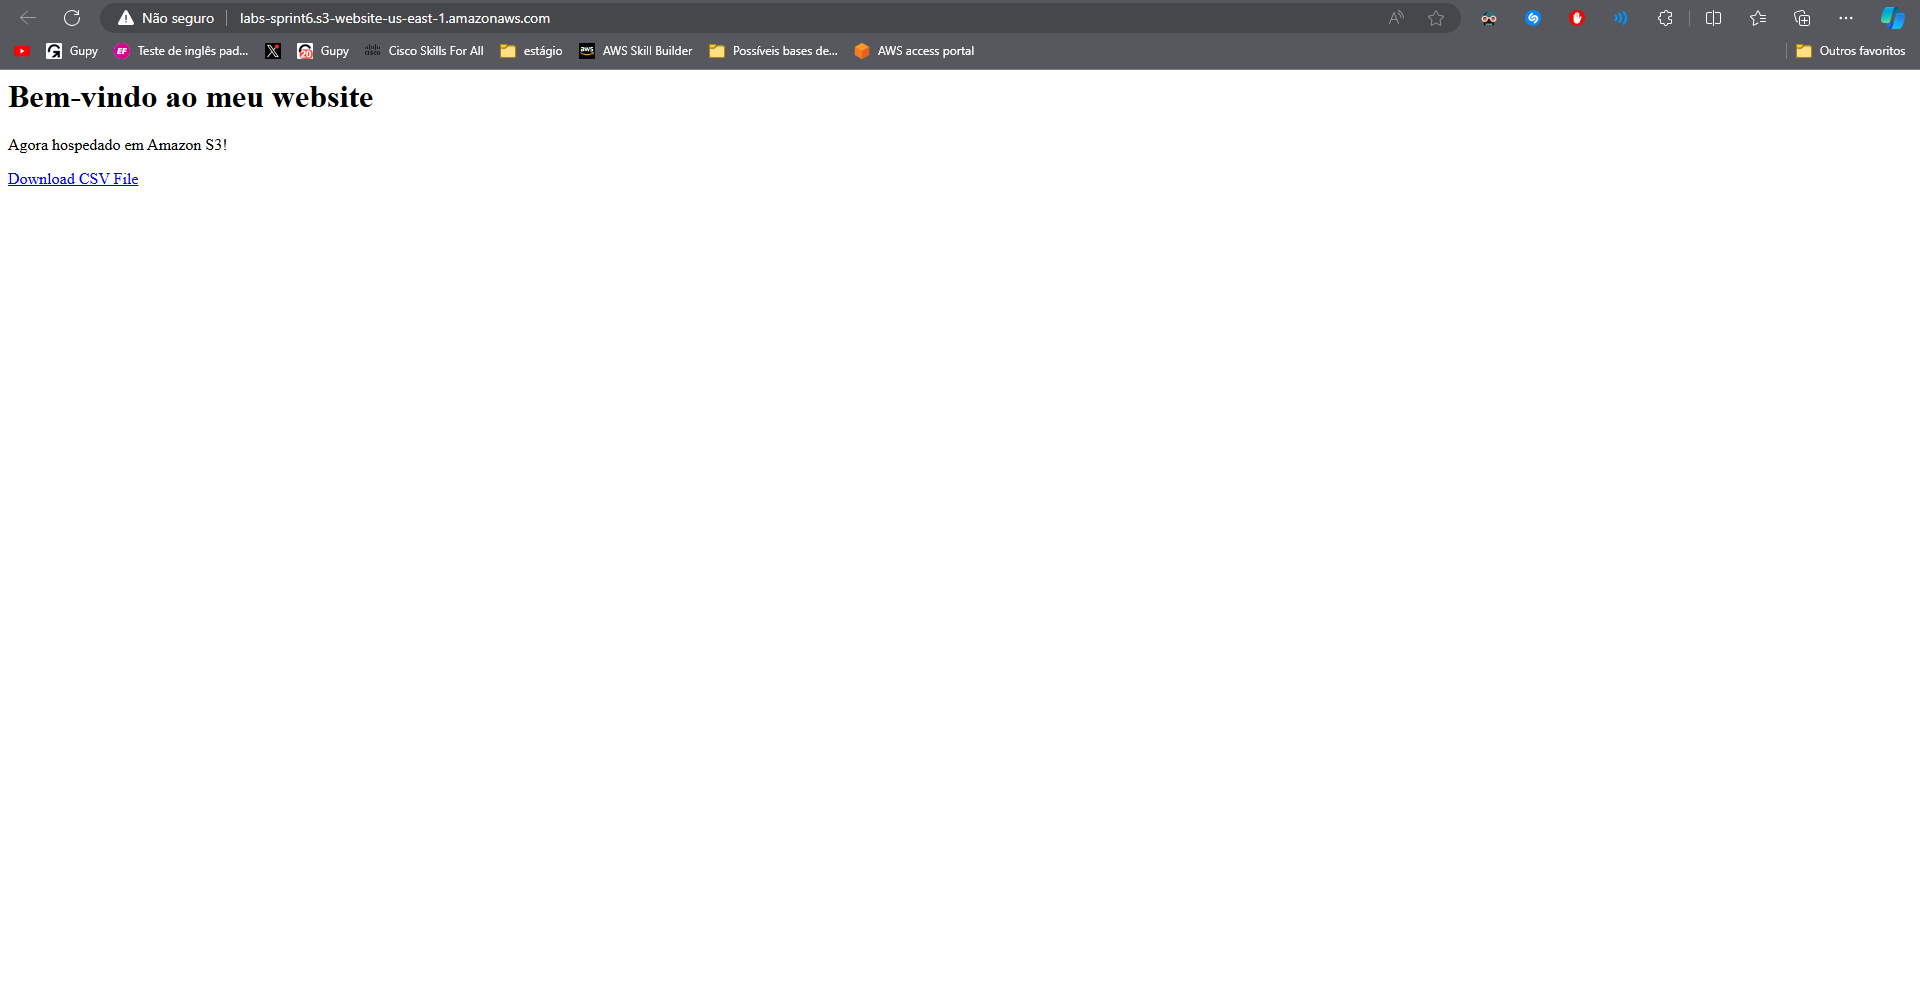 Não seguro labs-sprint6.s3-website-us-east-1.amazonaws.com
Gupy Teste de inglês pad... Gupy Cisco Skills For All estágio AWS Skill Builder Possíveis bases de... AWS access portal Outros favoritos
Bem-vindo ao meu website
Agora hospedado em Amazon S3!
Download CSV File